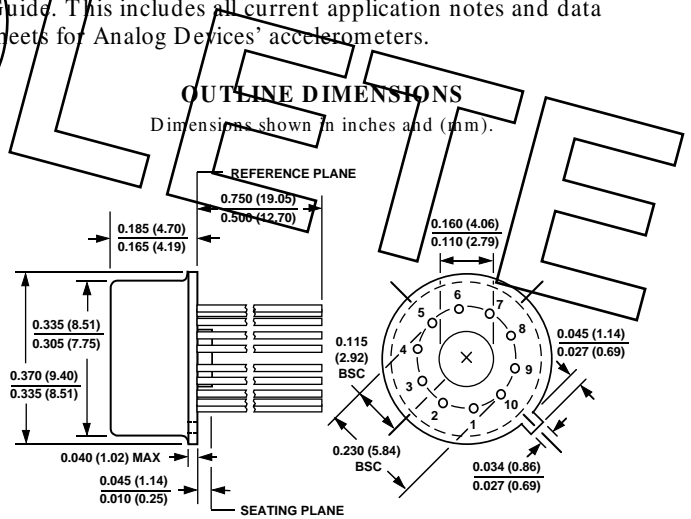 Guide. This includes all current application notes and data
heets for Analog Devices’ accelerometers.
OUTLINE DIMENSIONS
Dimensions shown in inches and (mm).
REFERENCE PLANE
0.750 (19.05)
0.500 (12.70)
0.185 (4.70)
0.165 (4.19)
0.160 (4.06)
0.110 (2.79)
0.335 (8.51)
0.305 (7.75)
0.370 (9.40)
0.335 (8.51)
0.040 (1.02) MAX
0.045 (1.14)
0.010 (0.25)
SEATING PLANE
0.115
(2.92)
BSC
0.230 (5.84)
BSC
6
7
5
8
4
9
3
10
2
1
0.045 (1.14)
0.027 (0.69)
0.034 (0.86)
0.027 (0.69)
LETE